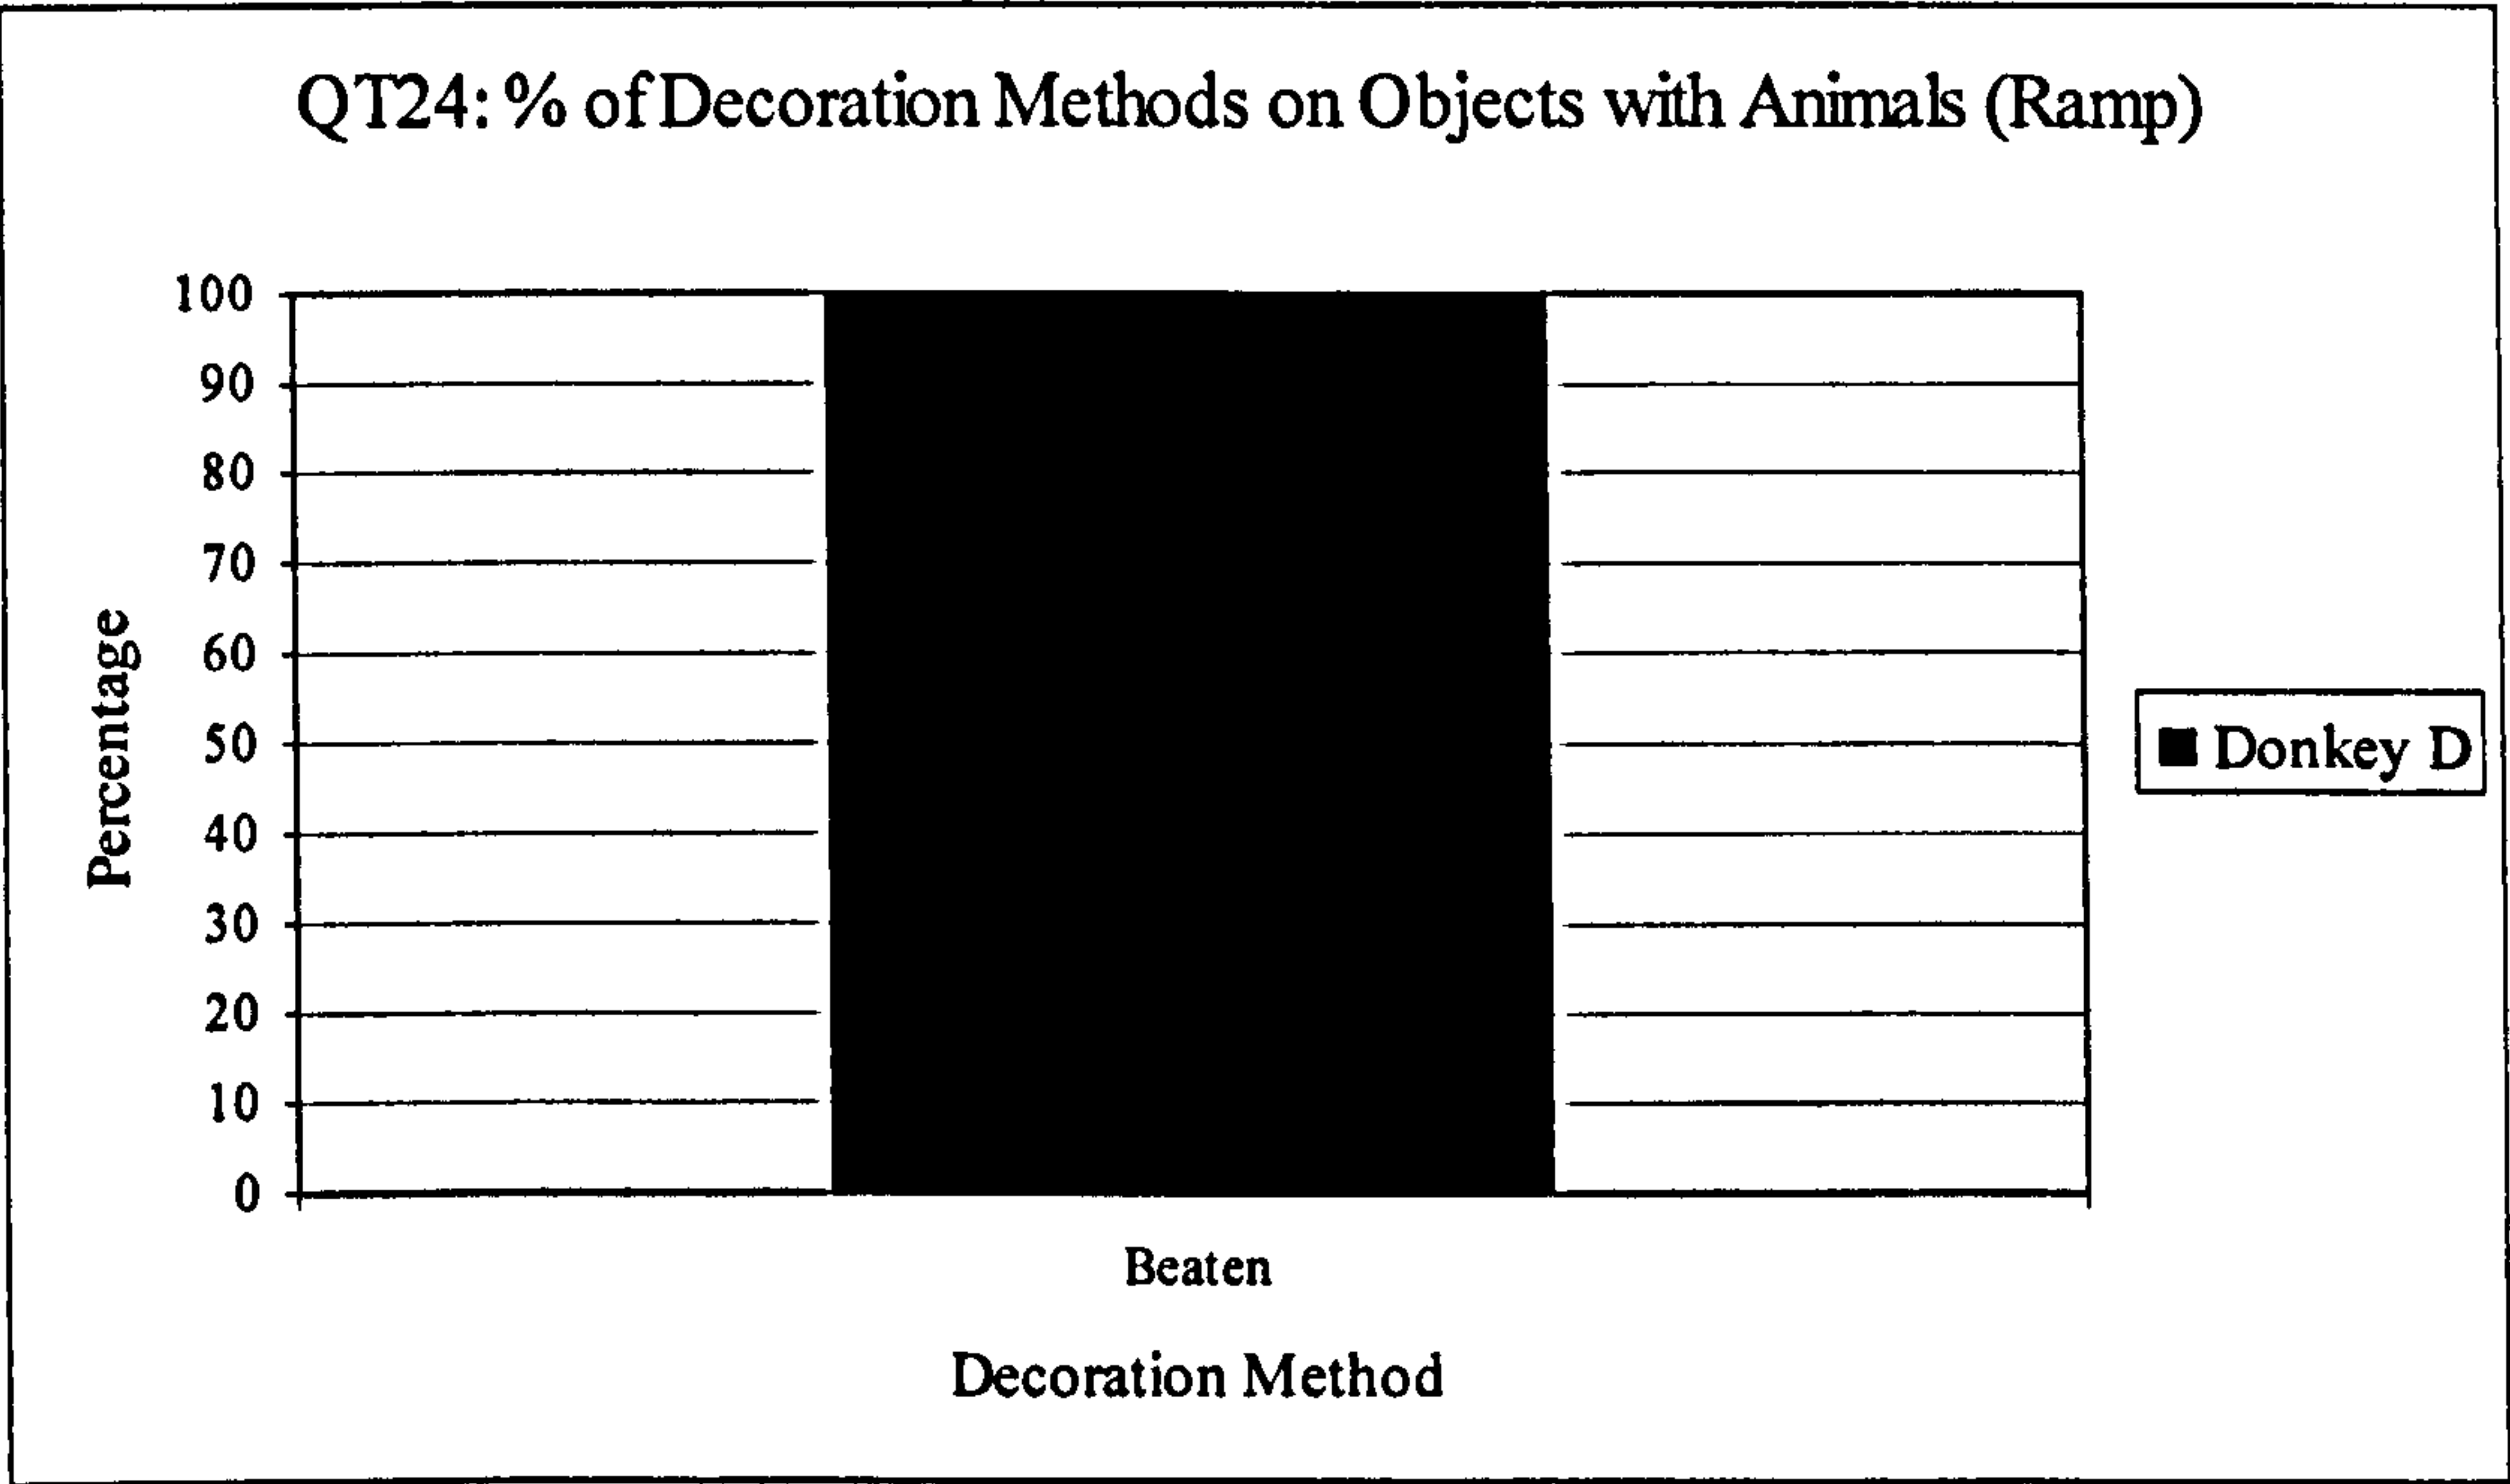 QT24: % of Decoration Methods on Objects with Animals (Ramp)
100
90
80
70
60
50
40
30
20
10
0
Percentage
Donkey D
Beaten
Decoration Method